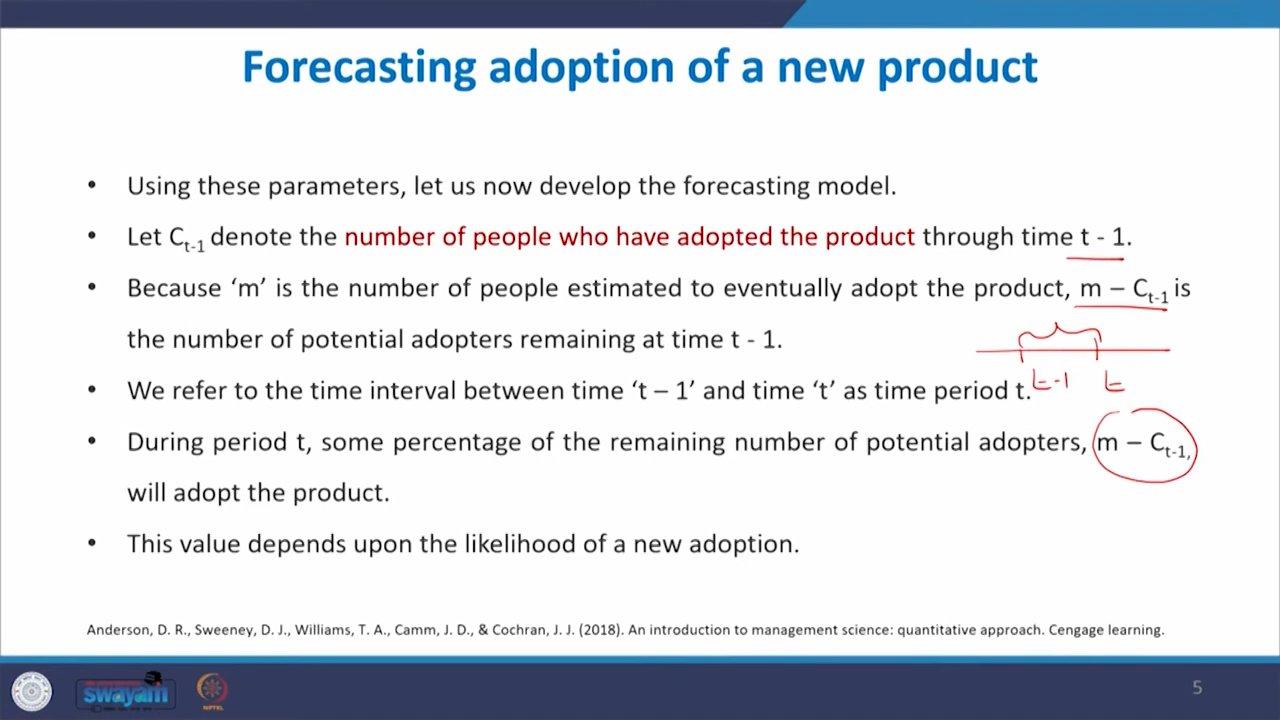 Forecasting adoption of a new product
• Using these parameters, let us now develop the forecasting model.
• Let Ct-1 denote the number of people who have adopted the product through time t - 1.
• Because ‘m’ is the number of people estimated to eventually adopt the product, m – Ct-1 is
the number of potential adopters remaining at time t - 1.
• We refer to the time interval between time ‘t – 1’ and time ‘t’ as time period t.
t-1 t
• During period t, some percentage of the remaining number of potential adopters, m – Ct-1,
will adopt the product.
• This value depends upon the likelihood of a new adoption.
Anderson, D. R., Sweeney, D. J., Williams, T. A., Camm, J. D., & Cochran, J. J. (2018). An introduction to management science: quantitative approach. Cengage learning.
swayam
NPTEL
5